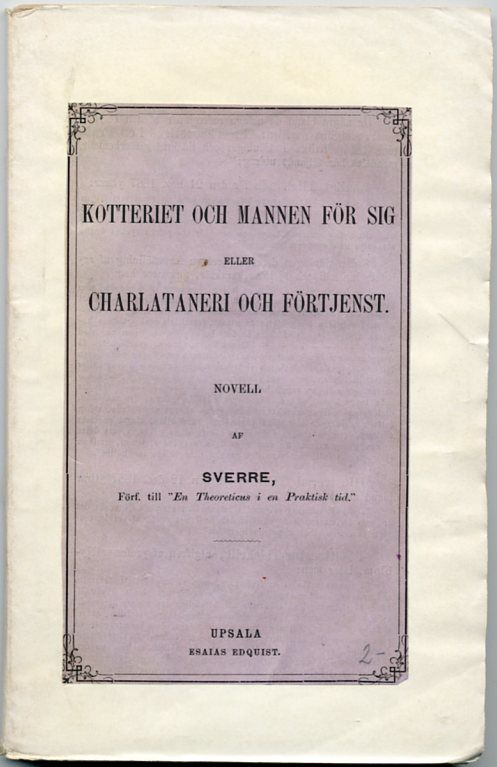 KOTTERIET OCH MANNEN FÖR SIG
ELLER
CHARLATANERI OCH FÖRTJENST.
NOVELL
AF
SVERRE,
Förf. till "En Theoreticus i en Praktisk tid."
UPSALA
ESAIAS EDQUIST.
2-